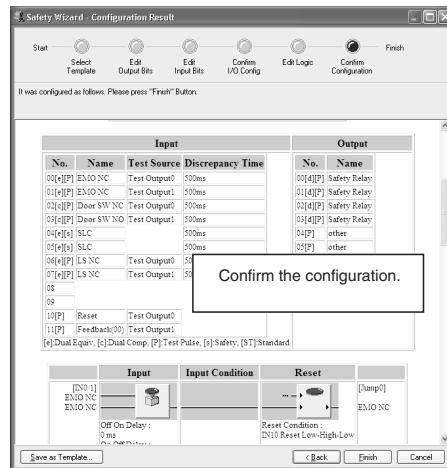 Safety Wizard - Configuration Result
Start
Select Template
Edit Output Bits
Edit Input Bits
Confirm I/O Config
Edit Logic
Confirm Configuration
Finish
It was configured as follows. Please press "Finish" Button.
Input
No. Name Test Source Discrepancy Time
00[e][P] EMO NC Test Output0 500ms
01[e][P] EMO NC Test Output1 500ms
02[c][P] Door SW NC Test Output0 500ms
03[c][P] Door SW NO Test Output1 500ms
04[e][s] SLC 500ms
05[e][s] SLC 500ms
06[e][P] LS NC Test Output0
07[e][P] LS NC Test Output1
08
09
10[P] Reset Test Output0
11[P] Feedback(00) Test Output1
[e]:Dual Equiv, [c]:Dual Comp, [P]:Test Pulse, [s]:Safety, [ST]:Standard
Output
No. Name
00[d][P] Safety Relay
01[d][P] Safety Relay
02[d][P] Safety Relay
03[d][P] Safety Relay
04[P] other
05[P] other
Confirm the configuration.
Input Input Condition Reset
[IN0/1]
EMO NC
EMO NC
Off On Delay :
0 ms
Reset Condition :
IN10 Reset Low-High-Low
[Jump0]
EMO NC
Save as Template...
< Back
Finish
Cancel